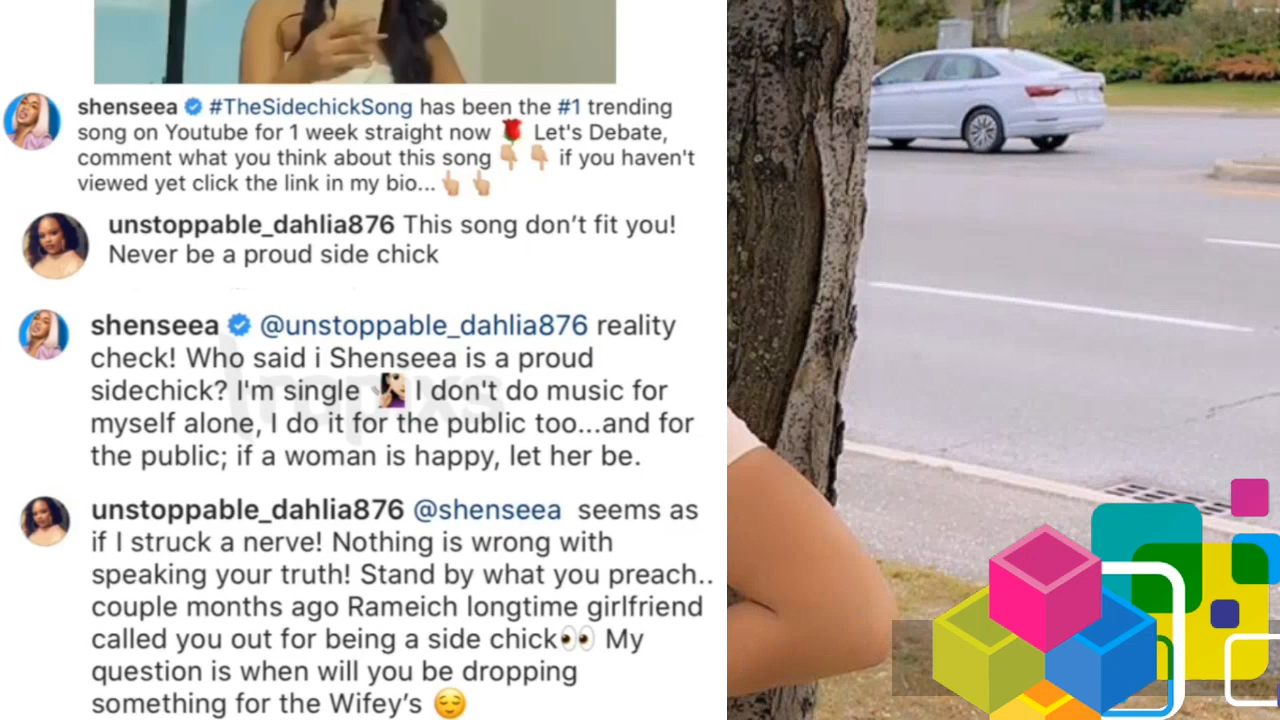 shenseea #TheSidechickSong has been the #1 trending
song on Youtube for 1 week straight now 🌹 Let's Debate,
comment what you think about this song 👇🏼 👇🏼 if you haven't
viewed yet click the link in my bio... 👆🏼 👆🏼
unstoppable_dahlia876 This song don’t fit you!
Never be a proud side chick
shenseea @unstoppable_dahlia876 reality
check! Who said i Shenseea is a proud
sidechick? I'm single I don't do music for
myself alone, I do it for the public too...and for
the public; if a woman is happy, let her be.
unstoppable_dahlia876 @shenseea seems as
if I struck a nerve! Nothing is wrong with
speaking your truth! Stand by what you preach..
couple months ago Rameich longtime girlfriend
called you out for being a side chick👀 My
question is when will you be dropping
something for the Wifey’s 😌